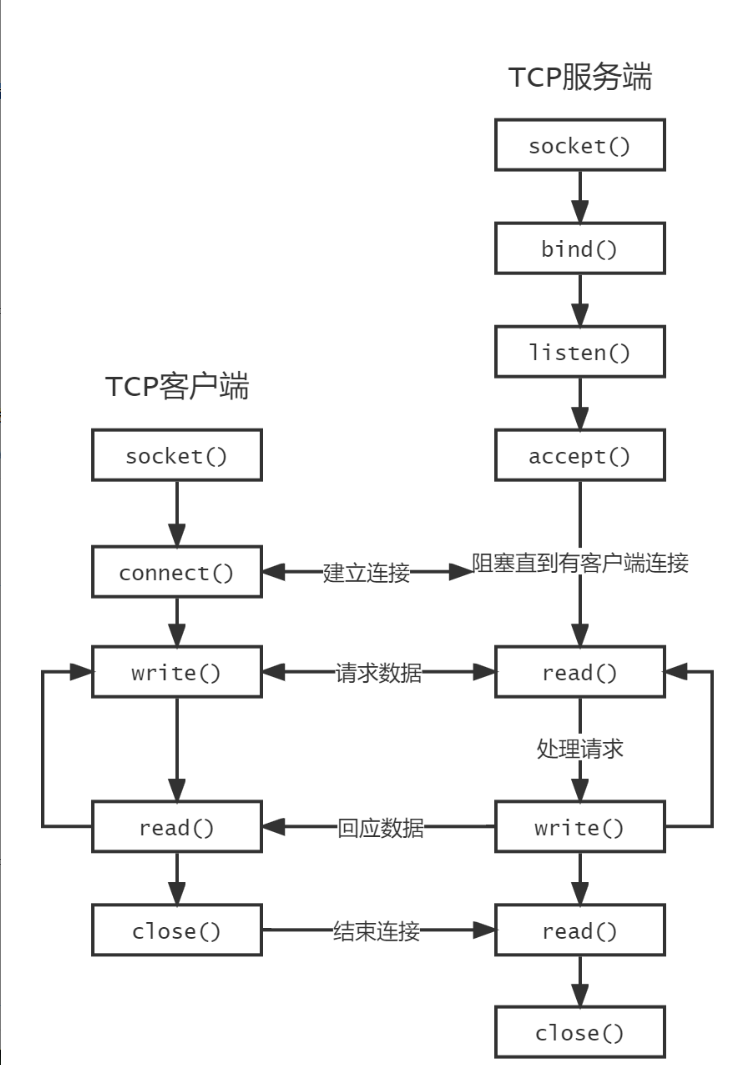 TCP服务端
socket()
bind()
listen()
TCP客户端
socket()
accept()
connect()
建立连接
阻塞直到有客户端连接
write()
请求数据
read()
处理请求
read()
回应数据
write()
close()
结束连接
read()
close()